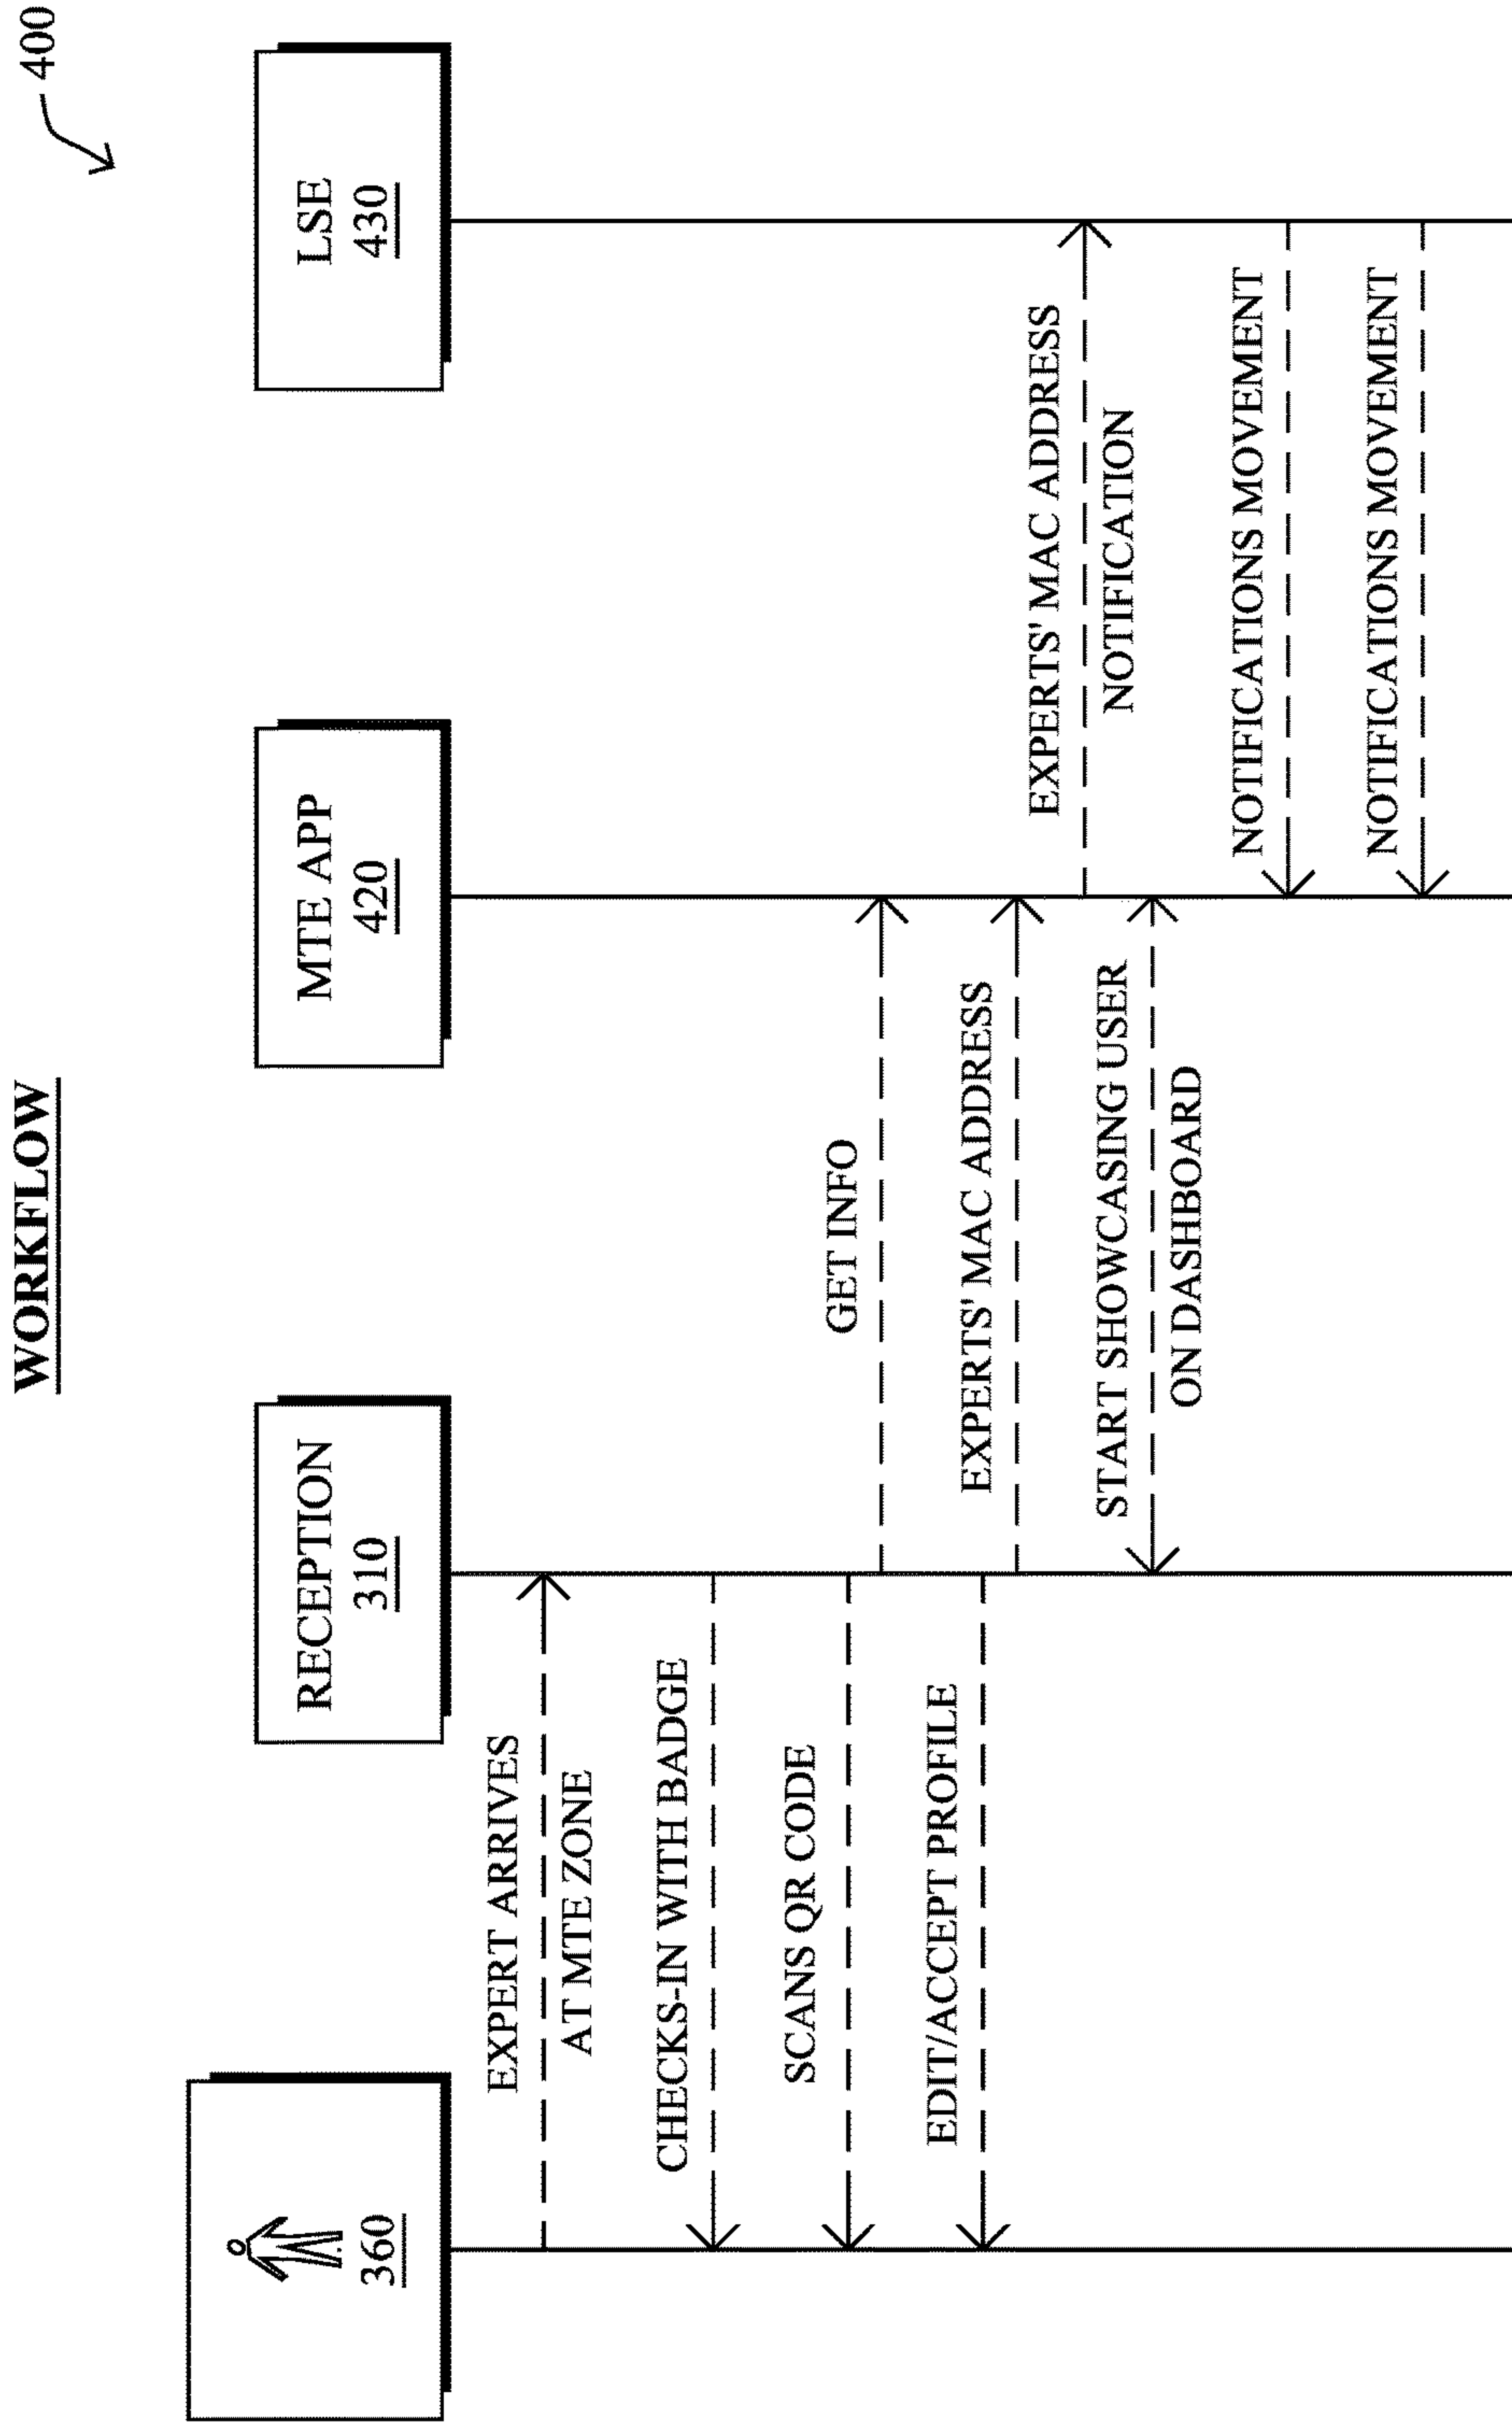 WORKFLOW
400
360
RECEPTION
310
MTE APP
420
LSE
430
EXPERT ARRIVES
AT MTE ZONE
CHECKS-IN WITH BADGE
SCANS QR CODE
GET INFO
EDIT/ACCEPT PROFILE
EXPERTS' MAC ADDRESS
EXPERTS' MAC ADDRESS
NOTIFICATION
START SHOWCASING USER
ON DASHBOARD
NOTIFICATIONS MOVEMENT
NOTIFICATIONS MOVEMENT